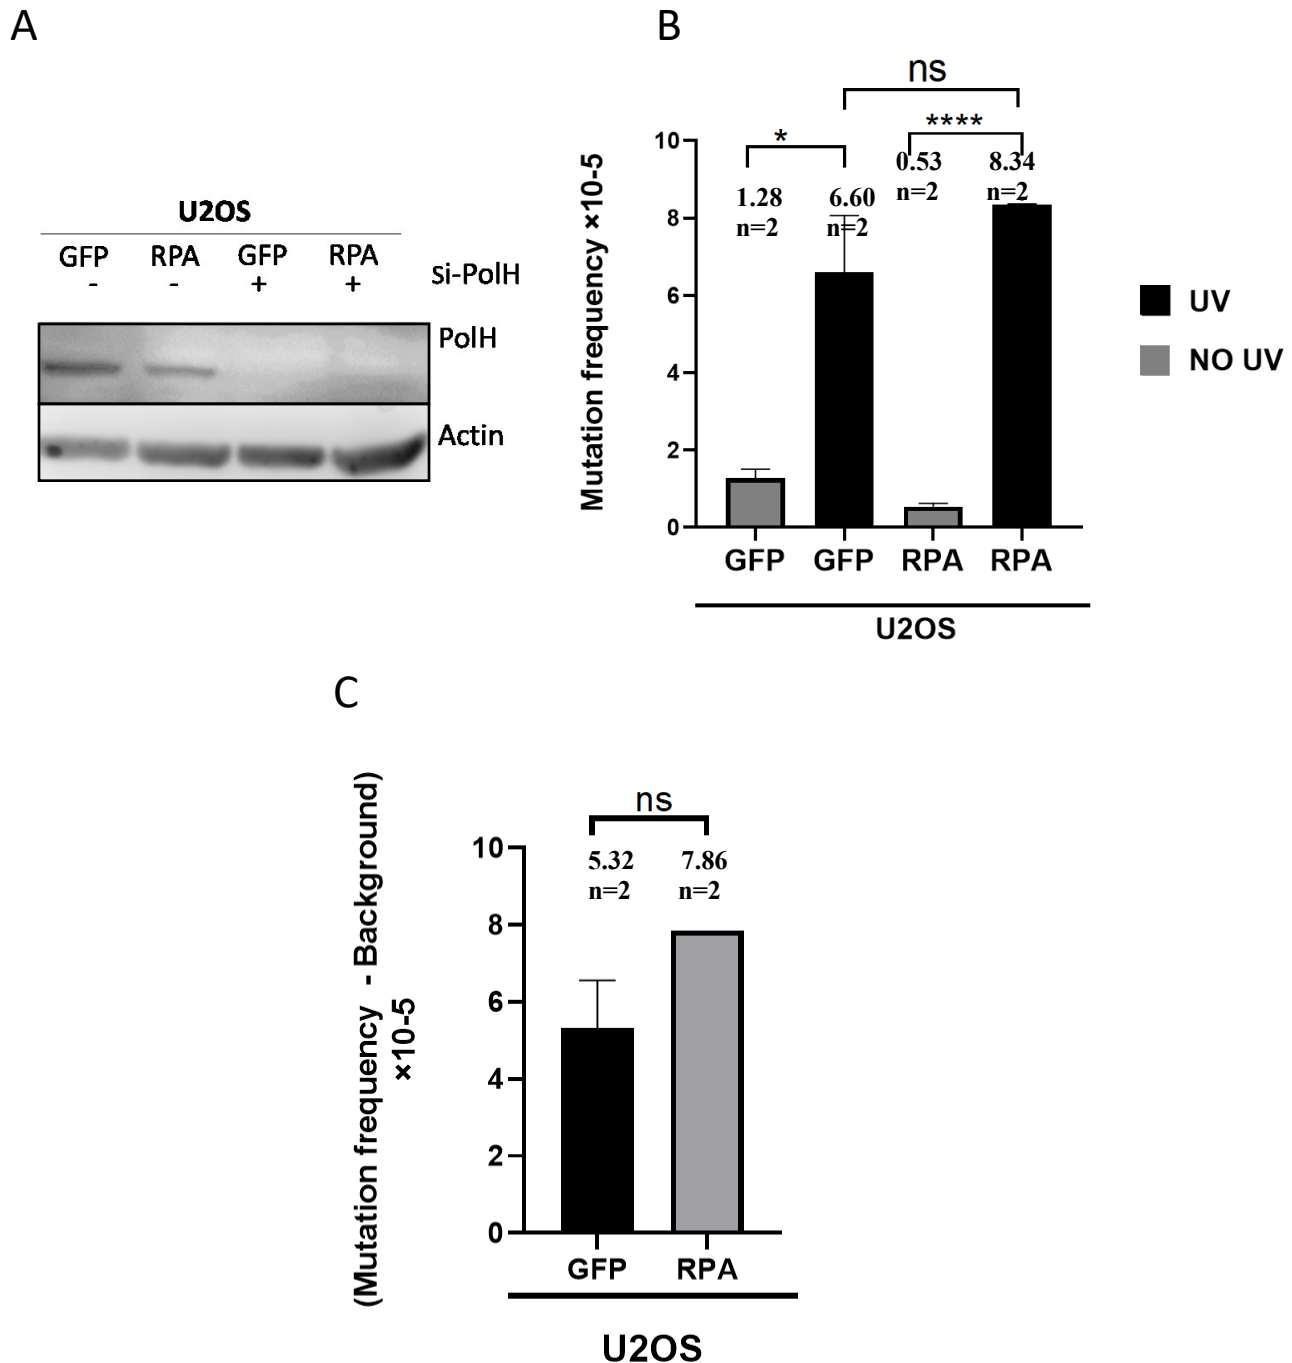 A
U2OS
GFP RPA GFP RPA
- - + + si-PolH
PolH
Actin
B
ns
* ****
1.28 6.60 0.53 8.34
n=2 n=2 n=2 n=2
Mutation frequency ×10-5
10
8
6
4
2
0
GFP GFP RPA RPA
U2OS
UV
NO UV
C
ns
5.32 7.86
n=2 n=2
(Mutation frequency - Background)
×10-5
10
8
6
4
2
0
GFP RPA
U2OS